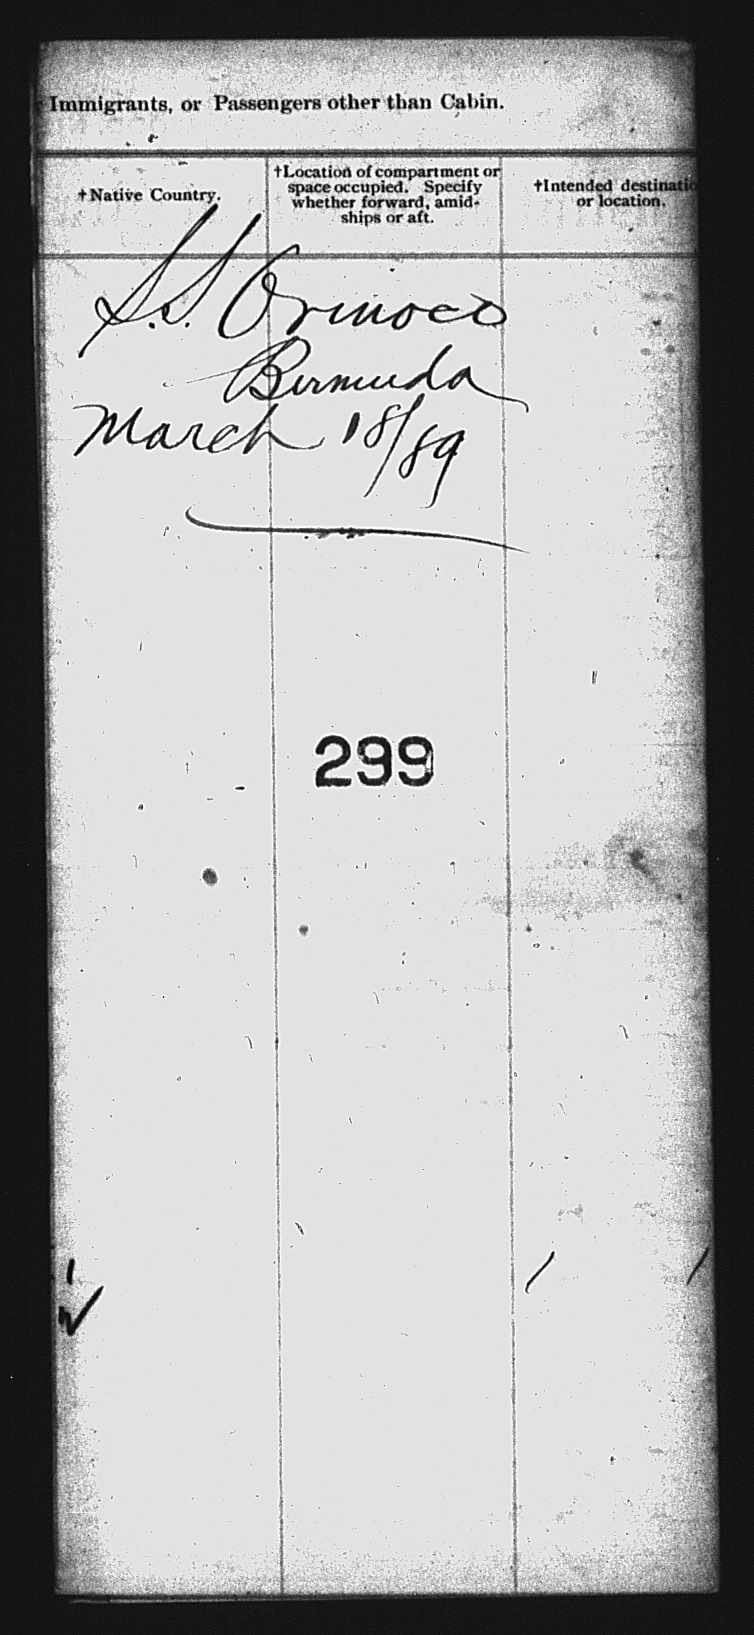 Immigrants, or Passengers other than Cabin.
†Native Country.
†Location of compartment or
space occupied. Specify
whether forward, amid-
ships or aft.
†Intended destinatio
or location.
S.S. Orinoco
Bermuda
March 18/89
299